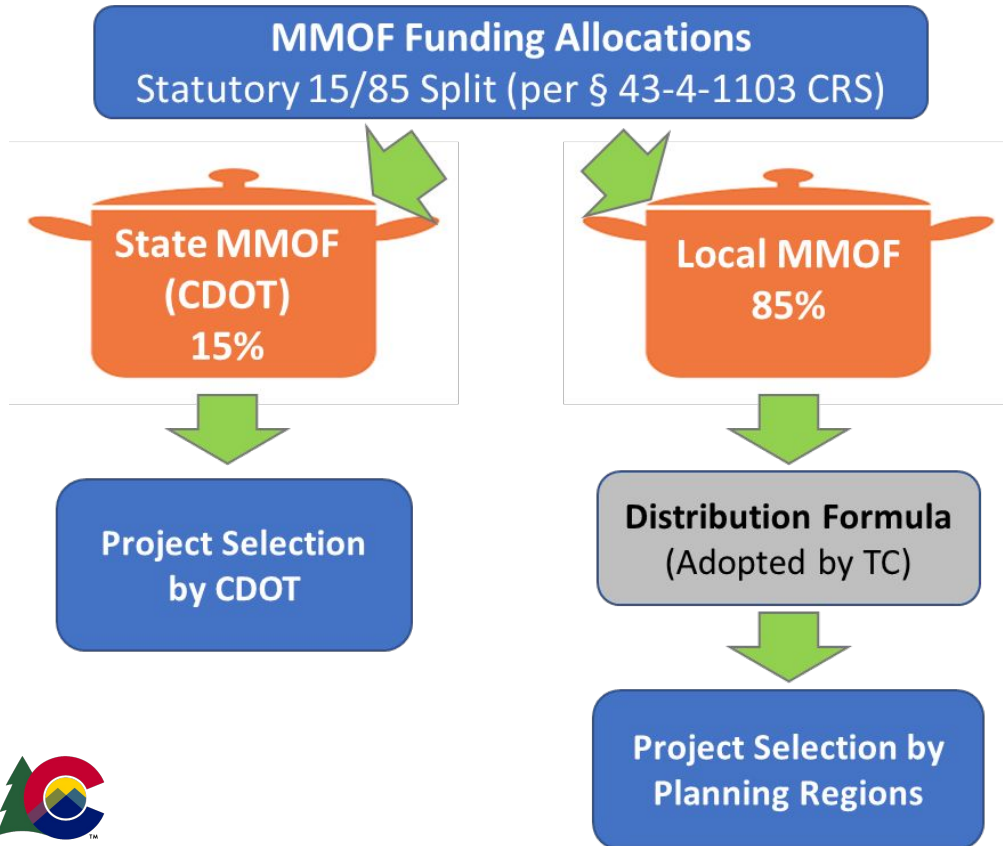 MMOF Funding Allocations
Statutory 15/85 Split (per § 43-4-1103 CRS)
State MMOF
(CDOT)
15%
Local MMOF
85%
Project Selection
by CDOT
Distribution Formula
(Adopted by TC)
Project Selection by
Planning Regions
TM